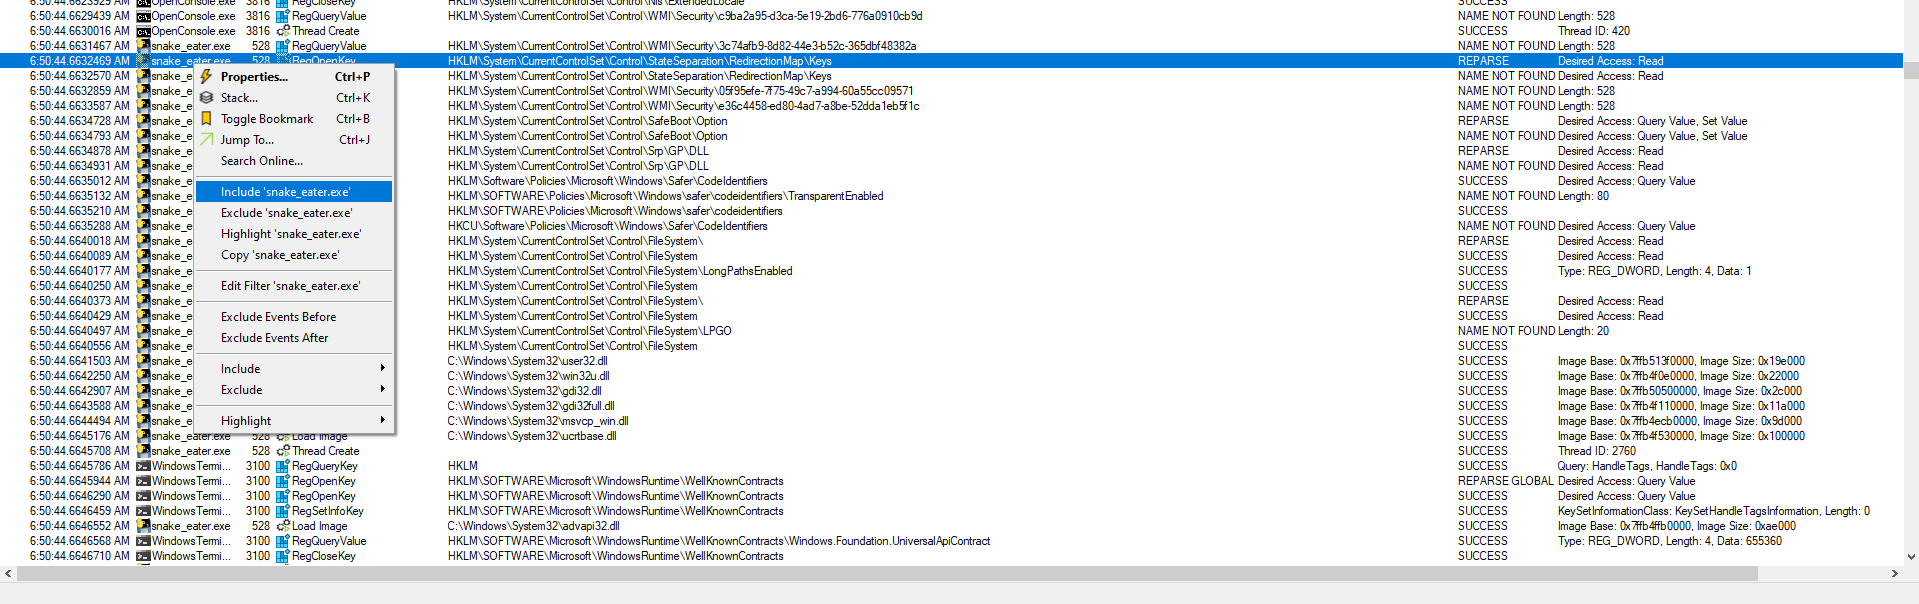 6:50:44.6623929 AM OpenConsole.exe 3816 RegCloseKey HKLM\System\CurrentControlSet\Control\Nls\ExtendedLocale SUCCESS
6:50:44.6629439 AM OpenConsole.exe 3816 RegQueryValue HKLM\System\CurrentControlSet\Control\WMI\Security\c9ba2a95-d3ca-5e19-2bd6-776a0910cb9d NAME NOT FOUND Length: 528
6:50:44.6630016 AM OpenConsole.exe 3816 Thread Create SUCCESS Thread ID: 420
6:50:44.6631467 AM snake_eater.exe 528 RegQueryValue HKLM\System\CurrentControlSet\Control\WMI\Security\3c74afb9-8d82-44e3-b52c-365dbf48382a NAME NOT FOUND Length: 528
6:50:44.6632469 AM snake_eater.exe 528 RegOpenKey HKLM\System\CurrentControlSet\Control\StateSeparation\RedirectionMap\Keys REPARSE Desired Access: Read
6:50:44.6632570 AM snake_e HKLM\System\CurrentControlSet\Control\StateSeparation\RedirectionMap\Keys NAME NOT FOUND Desired Access: Read
6:50:44.6632859 AM snake_e HKLM\System\CurrentControlSet\Control\WMI\Security\05f95efe-7f75-49c7-a994-60a55cc09571 NAME NOT FOUND Length: 528
6:50:44.6633587 AM snake_e HKLM\System\CurrentControlSet\Control\WMI\Security\e36c4458-ed80-4ad7-a8be-52dda1eb5f1c NAME NOT FOUND Length: 528
6:50:44.6634728 AM snake_e HKLM\System\CurrentControlSet\Control\SafeBoot\Option REPARSE Desired Access: Query Value, Set Value
6:50:44.6634793 AM snake_e HKLM\System\CurrentControlSet\Control\SafeBoot\Option NAME NOT FOUND Desired Access: Query Value, Set Value
6:50:44.6634878 AM snake_e HKLM\System\CurrentControlSet\Control\Srp\GP\DLL REPARSE Desired Access: Read
6:50:44.6634931 AM snake_e HKLM\System\CurrentControlSet\Control\Srp\GP\DLL NAME NOT FOUND Desired Access: Read
6:50:44.6635012 AM snake_e HKLM\Software\Policies\Microsoft\Windows\Safer\CodeIdentifiers SUCCESS Desired Access: Query Value
6:50:44.6635132 AM snake_e HKLM\SOFTWARE\Policies\Microsoft\Windows\safer\codeidentifiers\TransparentEnabled NAME NOT FOUND Length: 80
6:50:44.6635210 AM snake_e HKLM\SOFTWARE\Policies\Microsoft\Windows\safer\codeidentifiers SUCCESS
6:50:44.6635288 AM snake_e HKCU\Software\Policies\Microsoft\Windows\Safer\CodeIdentifiers NAME NOT FOUND Desired Access: Query Value
6:50:44.6640018 AM snake_e HKLM\System\CurrentControlSet\Control\FileSystem\ REPARSE Desired Access: Read
6:50:44.6640089 AM snake_e HKLM\System\CurrentControlSet\Control\FileSystem SUCCESS Desired Access: Read
6:50:44.6640177 AM snake_e HKLM\System\CurrentControlSet\Control\FileSystem\LongPathsEnabled SUCCESS Type: REG_DWORD, Length: 4, Data: 1
6:50:44.6640250 AM snake_e HKLM\System\CurrentControlSet\Control\FileSystem SUCCESS
6:50:44.6640373 AM snake_e HKLM\System\CurrentControlSet\Control\FileSystem\ REPARSE Desired Access: Read
6:50:44.6640429 AM snake_e HKLM\System\CurrentControlSet\Control\FileSystem SUCCESS Desired Access: Read
6:50:44.6640497 AM snake_e HKLM\System\CurrentControlSet\Control\FileSystem\LPGO NAME NOT FOUND Length: 20
6:50:44.6640556 AM snake_e HKLM\System\CurrentControlSet\Control\FileSystem SUCCESS
6:50:44.6641503 AM snake_e C:\Windows\System32\user32.dll SUCCESS Image Base: 0x7ffb513f0000, Image Size: 0x19e000
6:50:44.6642250 AM snake_e C:\Windows\System32\win32u.dll SUCCESS Image Base: 0x7ffb4f0e0000, Image Size: 0x22000
6:50:44.6642907 AM snake_e C:\Windows\System32\gdi32.dll SUCCESS Image Base: 0x7ffb50500000, Image Size: 0x2c000
6:50:44.6643588 AM snake_e C:\Windows\System32\gdi32full.dll SUCCESS Image Base: 0x7ffb4f110000, Image Size: 0x11a000
6:50:44.6644494 AM snake_e C:\Windows\System32\msvcp_win.dll SUCCESS Image Base: 0x7ffb4ecb0000, Image Size: 0x9d000
6:50:44.6645176 AM snake_eater.exe 528 Load Image C:\Windows\System32\ucrtbase.dll SUCCESS Image Base: 0x7ffb4f530000, Image Size: 0x100000
6:50:44.6645708 AM snake_eater.exe 528 Thread Create SUCCESS Thread ID: 2760
6:50:44.6645786 AM WindowsTermi... 3100 RegQueryKey HKLM SUCCESS Query: HandleTags, HandleTags: 0x0
6:50:44.6645944 AM WindowsTermi... 3100 RegOpenKey HKLM\SOFTWARE\Microsoft\WindowsRuntime\WellKnownContracts REPARSE GLOBAL Desired Access: Query Value
6:50:44.6646290 AM WindowsTermi... 3100 RegOpenKey HKLM\SOFTWARE\Microsoft\WindowsRuntime\WellKnownContracts SUCCESS Desired Access: Query Value
6:50:44.6646459 AM WindowsTermi... 3100 RegSetInfoKey HKLM\SOFTWARE\Microsoft\WindowsRuntime\WellKnownContracts SUCCESS KeySetInformationClass: KeySetHandleTagsInformation, Length: 0
6:50:44.6646552 AM snake_eater.exe 528 Load Image C:\Windows\System32\advapi32.dll SUCCESS Image Base: 0x7ffb4ffb0000, Image Size: 0xae000
6:50:44.6646568 AM WindowsTermi... 3100 RegQueryValue HKLM\SOFTWARE\Microsoft\WindowsRuntime\WellKnownContracts\Windows.Foundation.UniversalApiContract SUCCESS Type: REG_DWORD, Length: 4, Data: 655360
6:50:44.6646710 AM WindowsTermi... 3100 RegCloseKey HKLM\SOFTWARE\Microsoft\WindowsRuntime\WellKnownContracts SUCCESS
Properties... Ctrl+P
Stack... Ctrl+K
Toggle Bookmark Ctrl+B
Jump To... Ctrl+J
Search Online...
Include 'snake_eater.exe'
Exclude 'snake_eater.exe'
Highlight 'snake_eater.exe'
Copy 'snake_eater.exe'
Edit Filter 'snake_eater.exe'
Exclude Events Before
Exclude Events After
Include
Exclude
Highlight